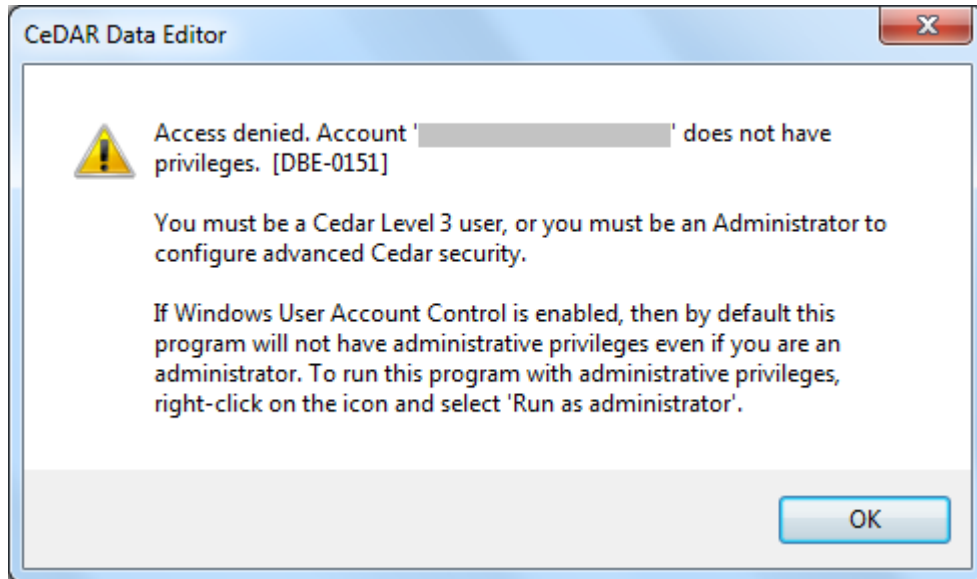 CeDAR Data Editor
Access denied. Account ' ' does not have
privileges. [DBE-0151]
You must be a Cedar Level 3 user, or you must be an Administrator to
configure advanced Cedar security.
If Windows User Account Control is enabled, then by default this
program will not have administrative privileges even if you are an
administrator. To run this program with administrative privileges,
right-click on the icon and select 'Run as administrator'.
OK